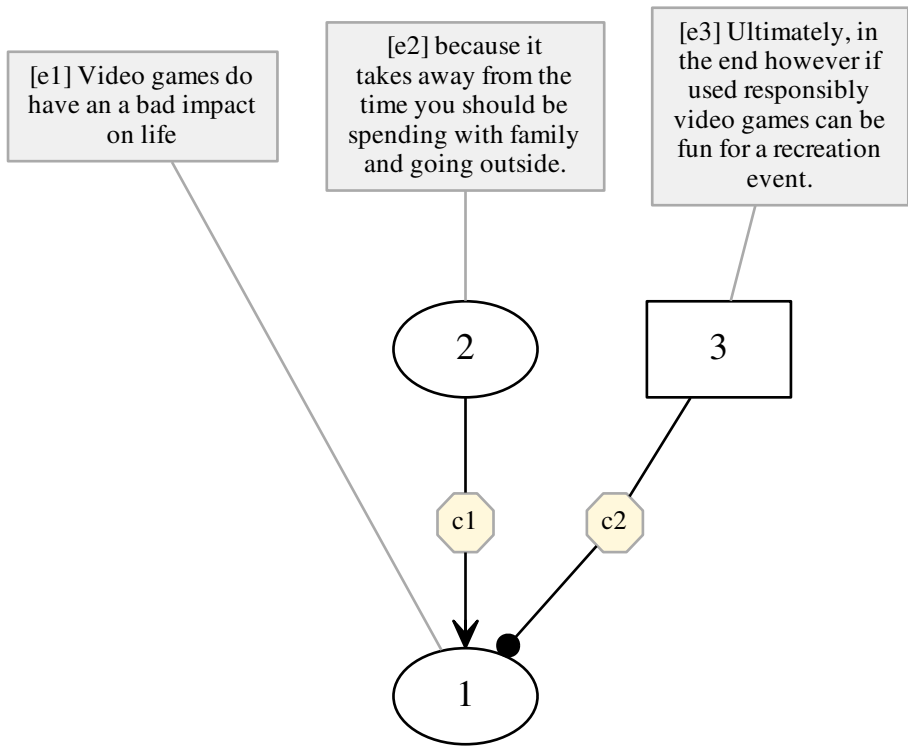 [e1] Video games do
have an a bad impact
on life
[e2] because it
takes away from the
time you should be
spending with family
and going outside.
[e3] Ultimately, in
the end however if
used responsibly
video games can be
fun for a recreation
event.
2
3
c1
c2
1